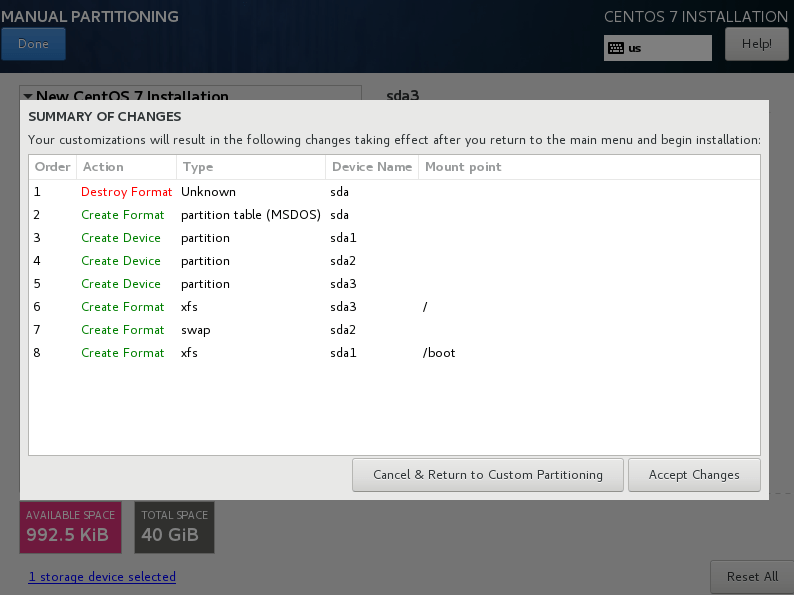 MANUAL PARTITIONING
CENTOS 7 INSTALLATION
Done
us
Help!
New CentOS 7 Installation
sda3
SUMMARY OF CHANGES
Your customizations will result in the following changes taking effect after you return to the main menu and begin installation:
Order Action Type Device Name Mount point
1 Destroy Format Unknown sda
2 Create Format partition table (MSDOS) sda
3 Create Device partition sda1
4 Create Device partition sda2
5 Create Device partition sda3
6 Create Format xfs sda3 /
7 Create Format swap sda2
8 Create Format xfs sda1 /boot
Cancel & Return to Custom Partitioning
Accept Changes
AVAILABLE SPACE
992.5 KiB
TOTAL SPACE
40 GiB
1 storage device selected
Reset All